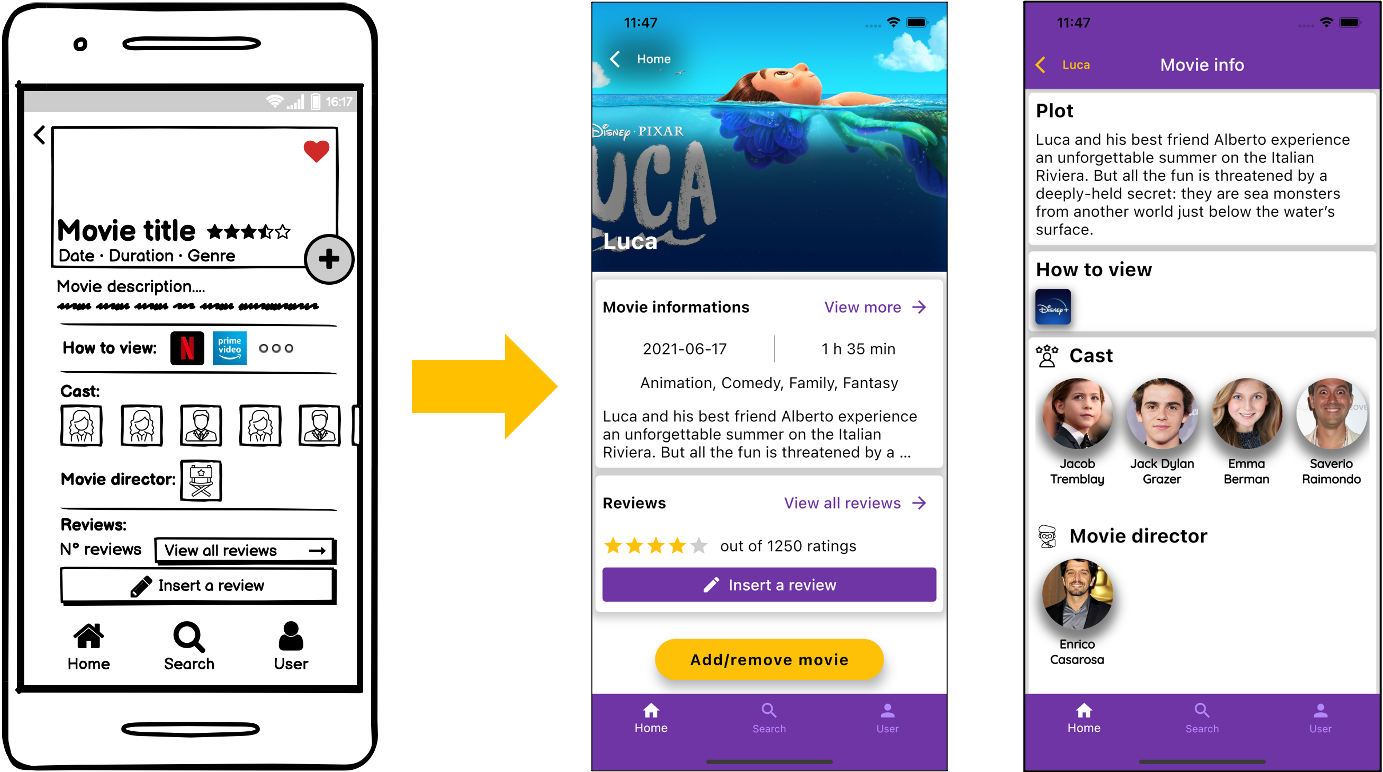 16:17
Movie title
Date · Duration · Genre
Movie description....
How to view:
N
prime
video
Cast:
Movie director:
Reviews:
N° reviews
View all reviews
Insert a review
Home
Search
User
11:47
Home
DISNEY · PIXAR
LUCA
Luca
Movie informations
View more
2021-06-17
1 h 35 min
Animation, Comedy, Family, Fantasy
Luca and his best friend Alberto experience
an unforgettable summer on the Italian
Riviera. But all the fun is threatened by a ...
Reviews
View all reviews
out of 1250 ratings
Insert a review
Add/remove movie
Home
Search
User
11:47
Luca
Movie info
Plot
Luca and his best friend Alberto experience
an unforgettable summer on the Italian
Riviera. But all the fun is threatened by a
deeply-held secret: they are sea monsters
from another world just below the water's
surface.
How to view
Disney+
Cast
Jacob
Tremblay
Jack Dylan
Grazer
Emma
Berman
Saverio
Raimondo
Movie director
Enrico
Casarosa
Home
Search
User